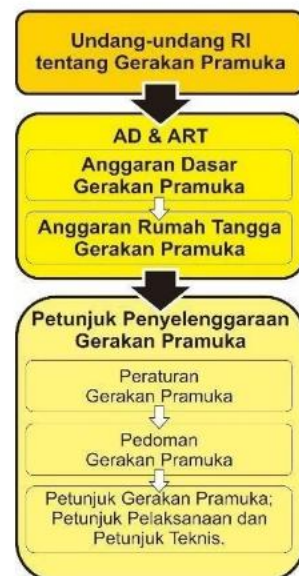 Undang-undang RI
tentang Gerakan Pramuka
AD & ART
Anggaran Dasar
Gerakan Pramuka
Anggaran Rumah Tangga
Gerakan Pramuka
Petunjuk Penyelenggaraan
Gerakan Pramuka
Peraturan
Gerakan Pramuka
Pedoman
Gerakan Pramuka
Petunjuk Gerakan Pramuka;
Petunjuk Pelaksanaan dan
Petunjuk Teknis.